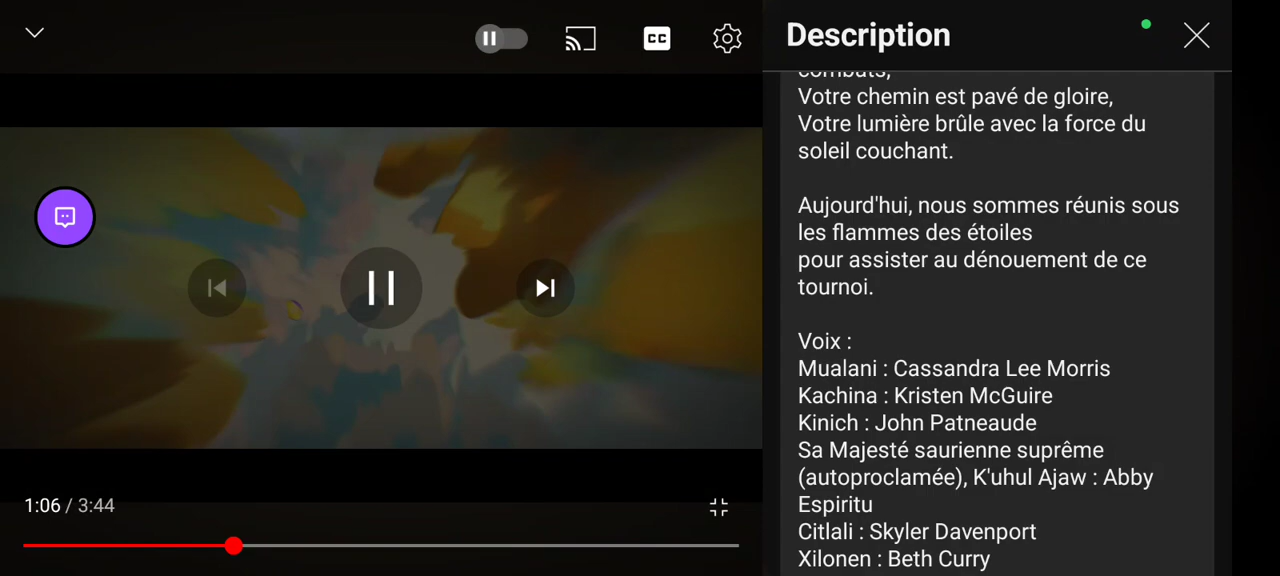 CC
Description
combats,
Votre chemin est pavé de gloire,
Votre lumière brûle avec la force du
soleil couchant.
Aujourd'hui, nous sommes réunis sous
les flammes des étoiles
pour assister au dénouement de ce
tournoi.
Voix :
Mualani : Cassandra Lee Morris
Kachina : Kristen McGuire
Kinich : John Patneaude
Sa Majesté saurienne suprême
(autoproclamée), K'uhul Ajaw : Abby
Espiritu
Citlali : Skyler Davenport
Xilonen : Beth Curry
1:06 / 3:44